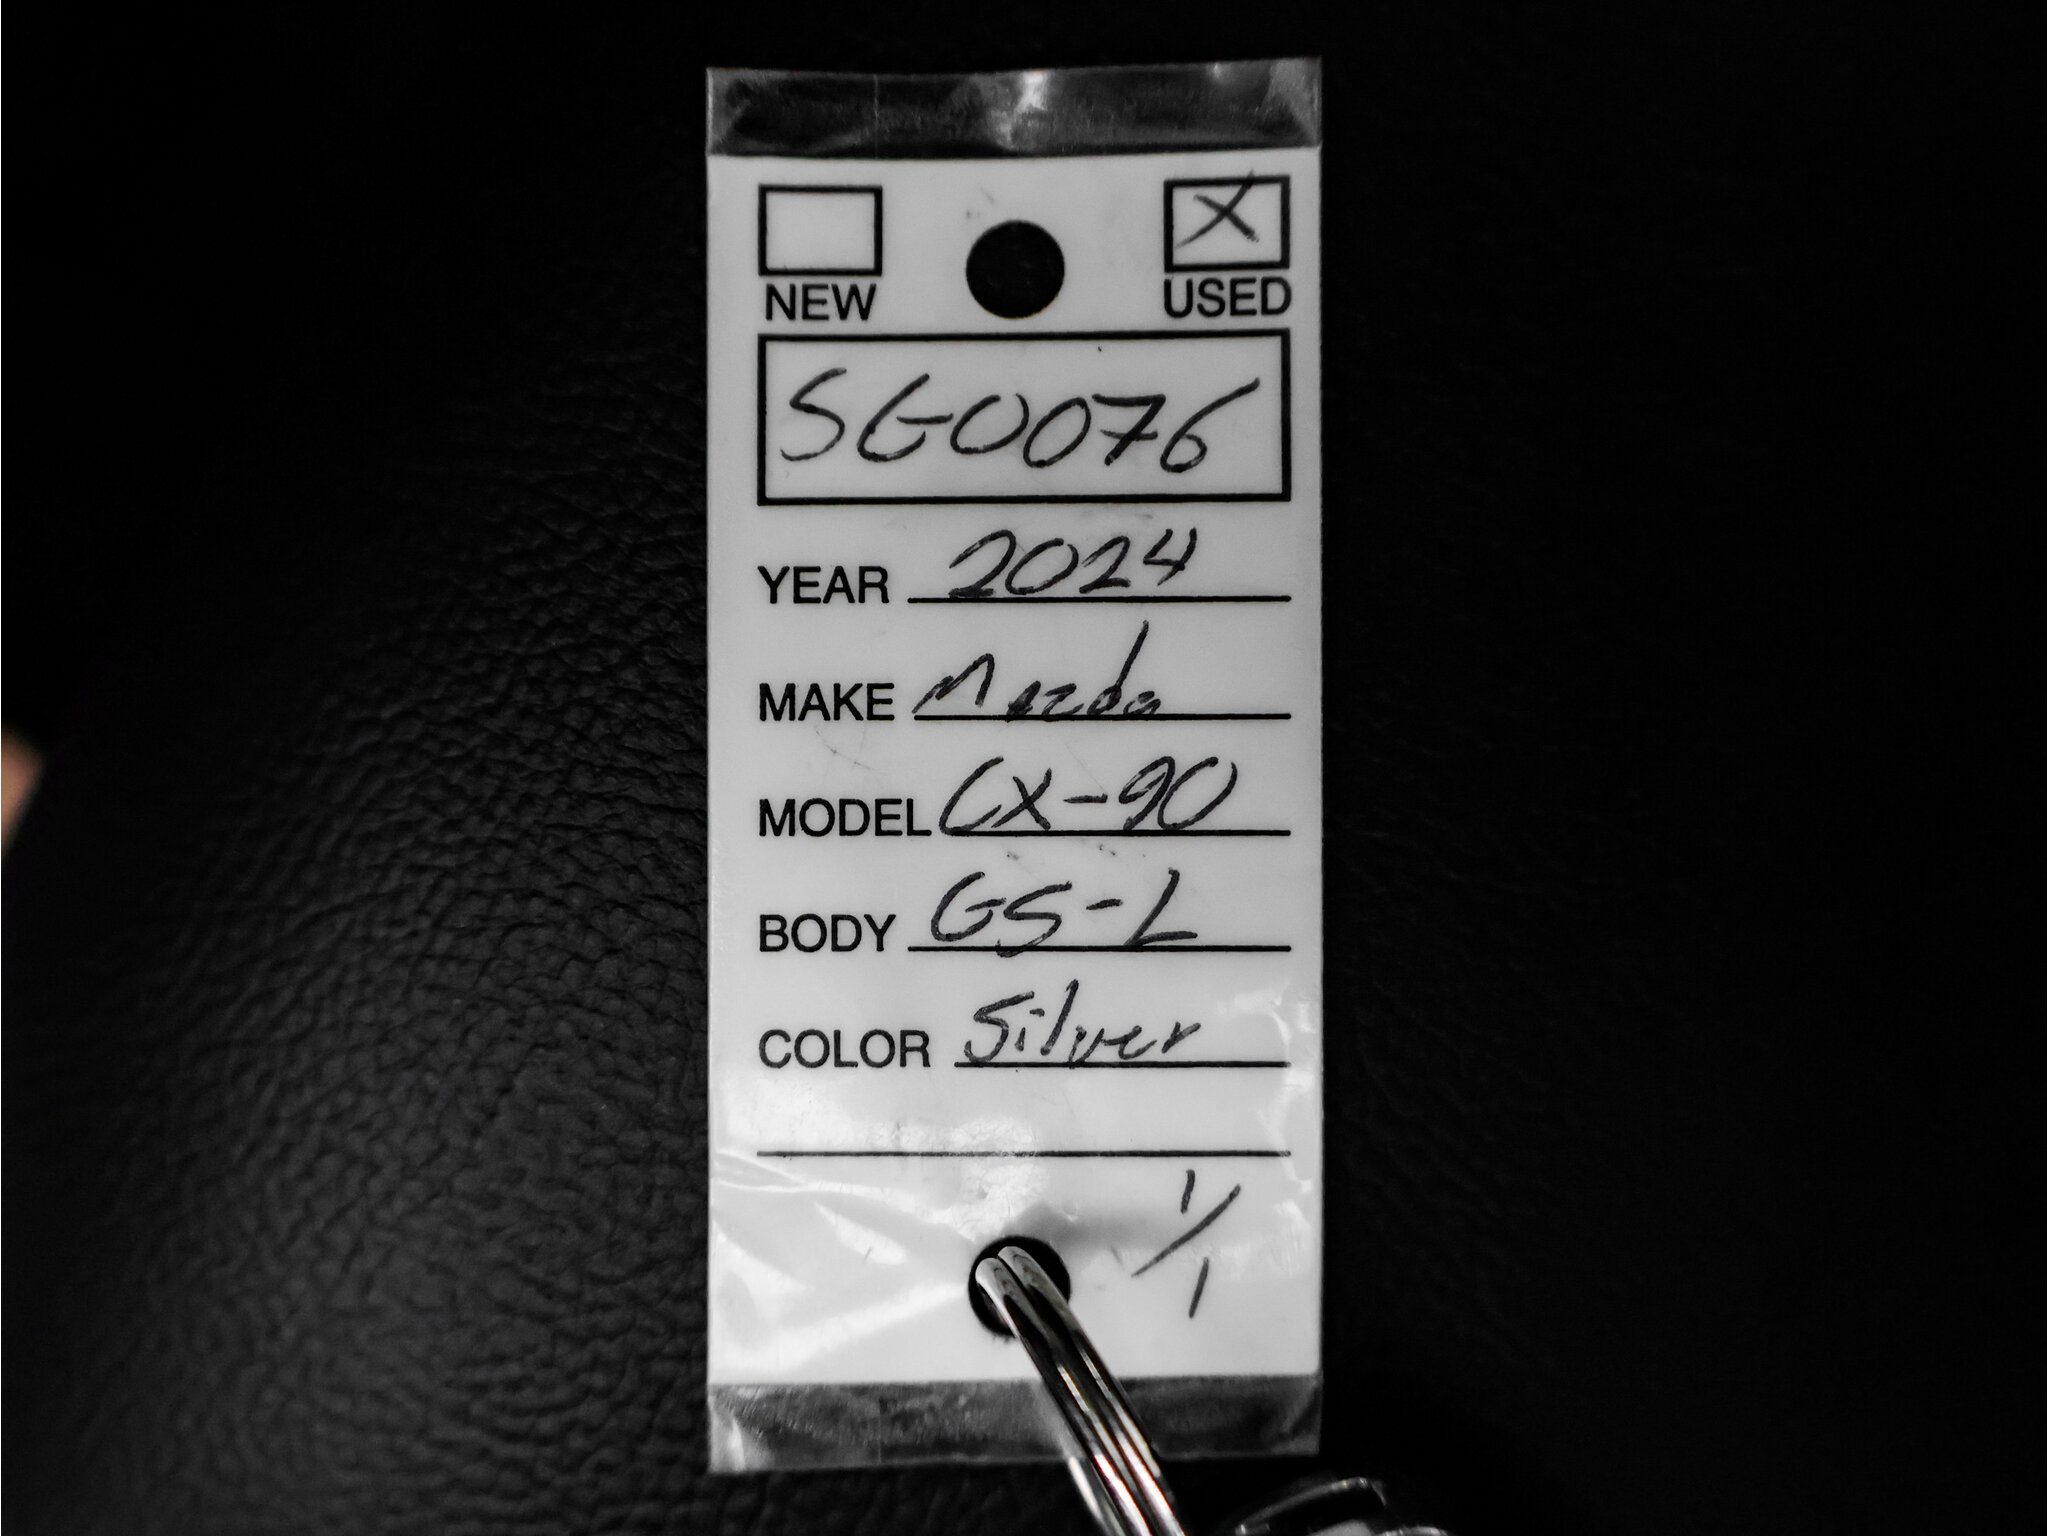 X
NEW USED
SG0076
YEAR 2024
MAKE Mazda
MODEL CX-90
BODY GS-L
COLOR Silver
1/1